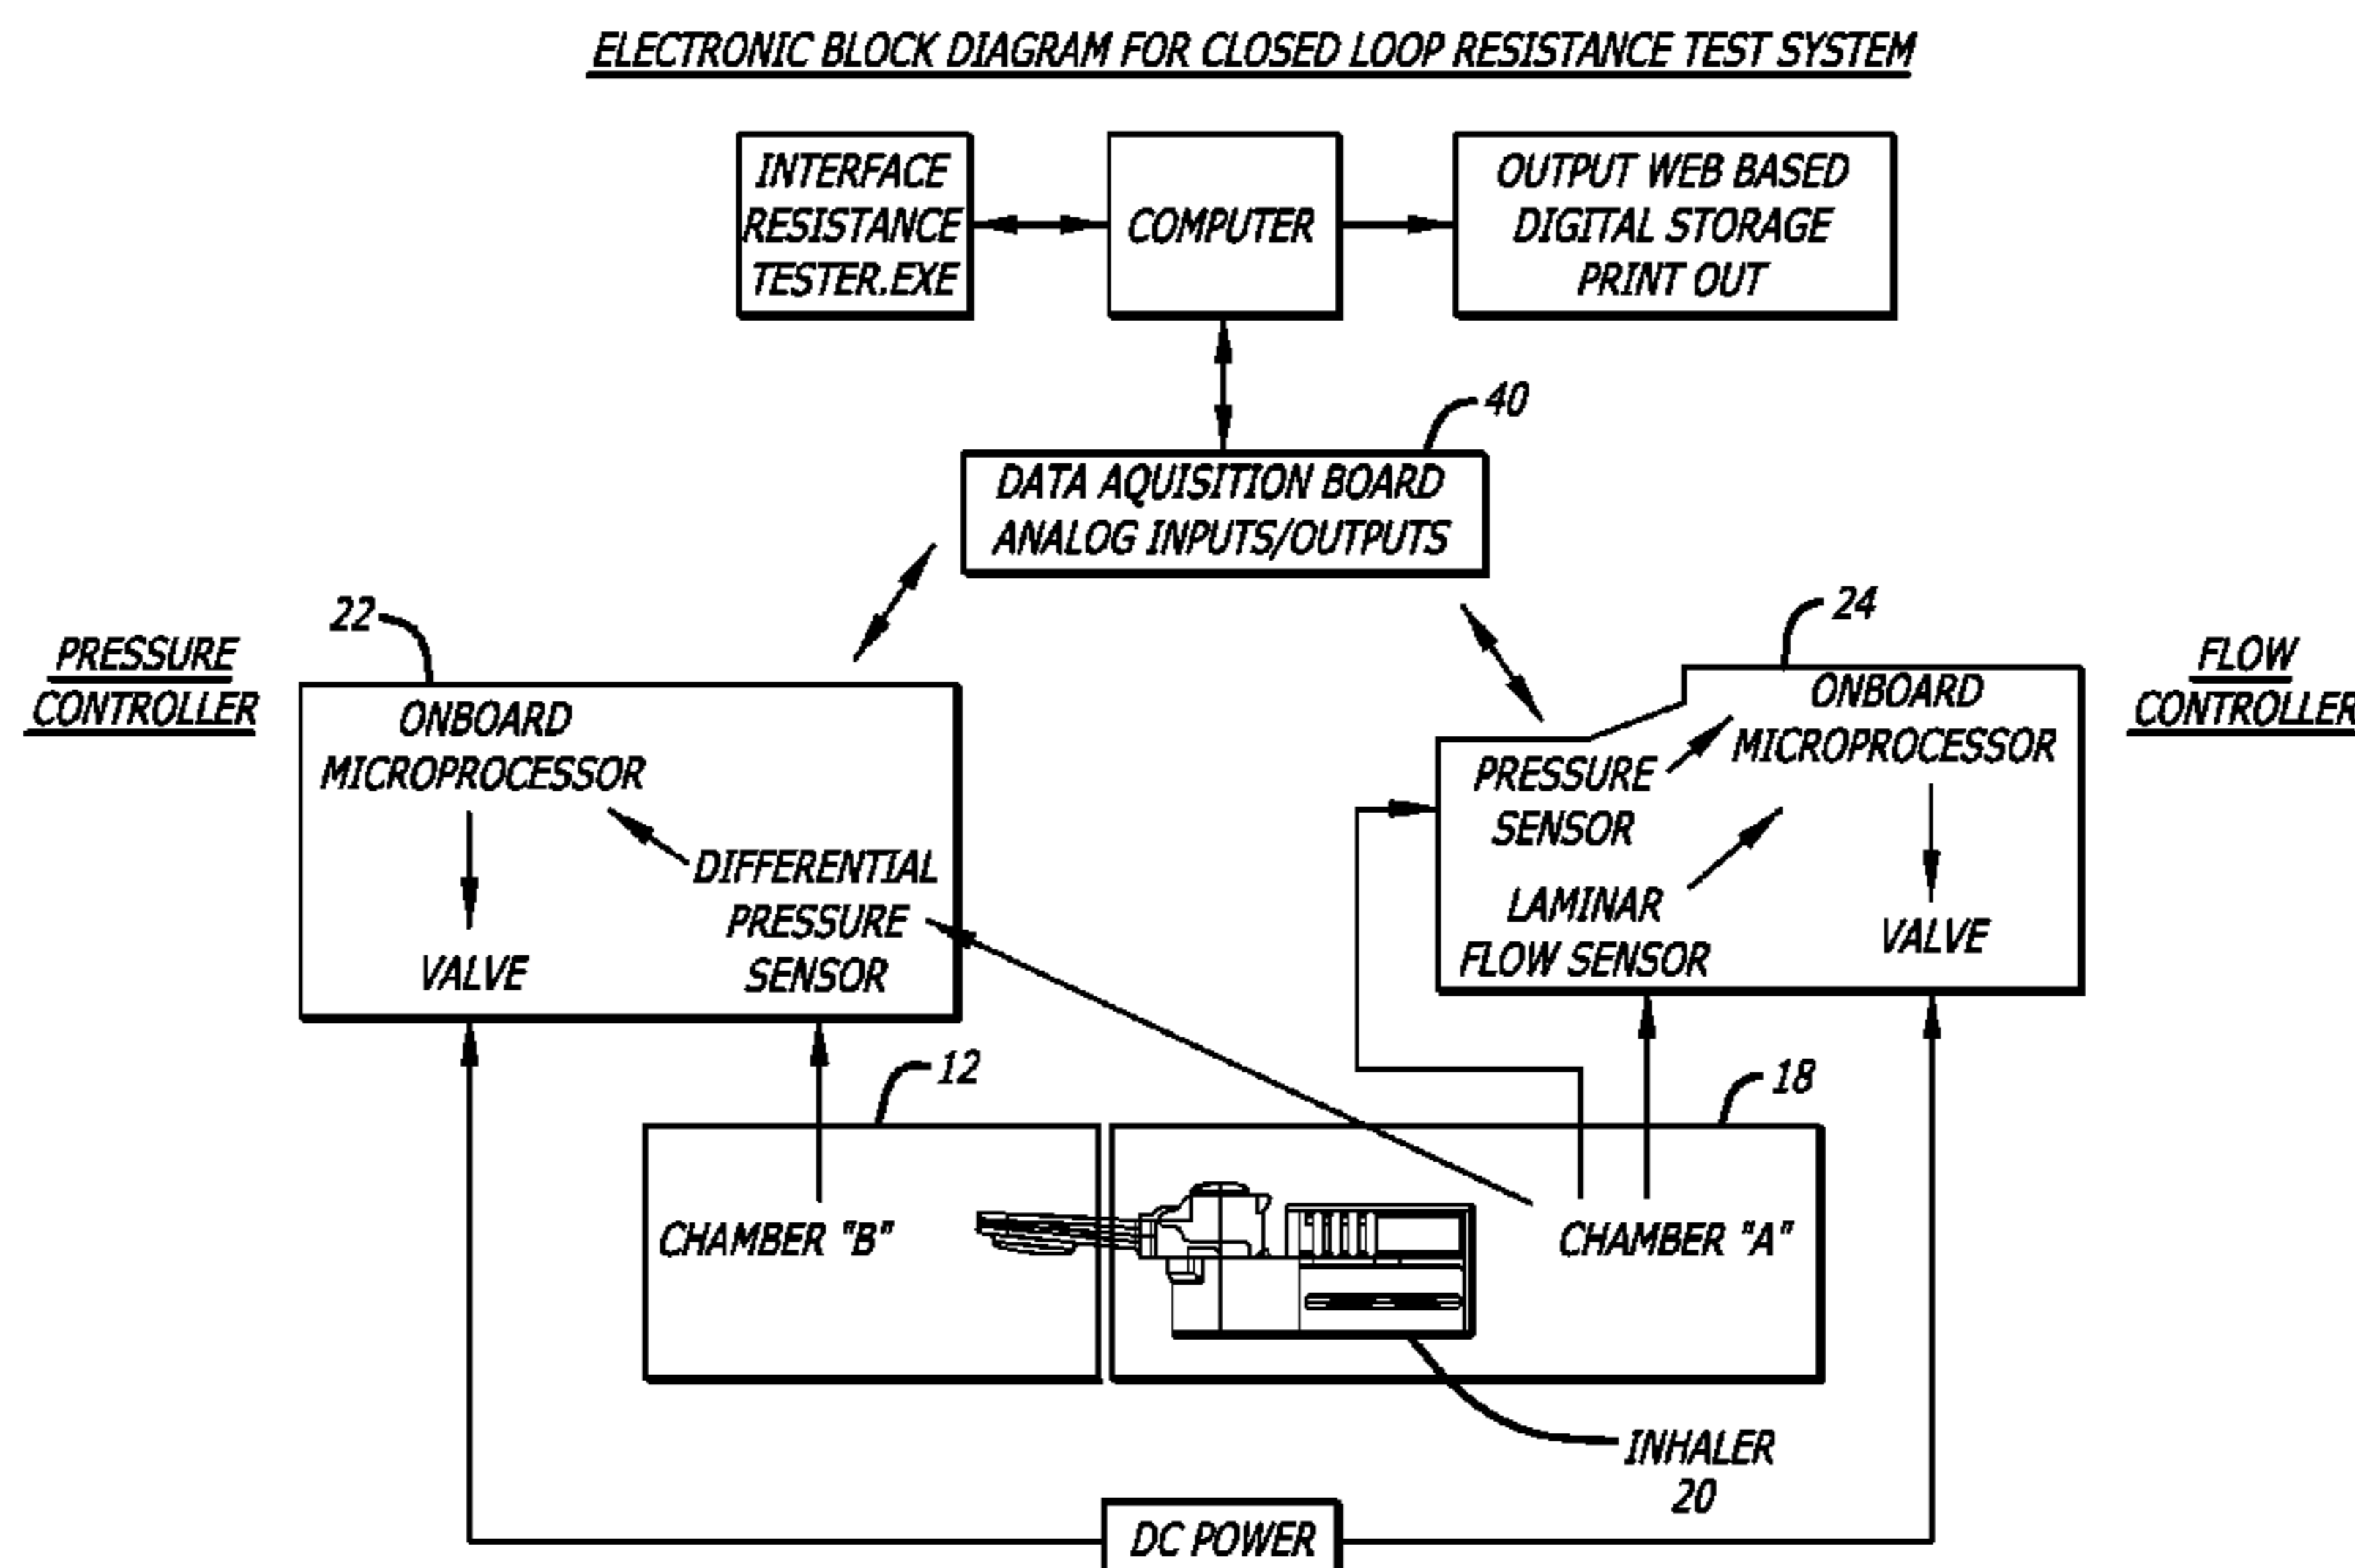 ELECTRONIC BLOCK DIAGRAM FOR CLOSED LOOP RESISTANCE TEST SYSTEM
INTERFACE
RESISTANCE
TESTER.EXE
COMPUTER
OUTPUT WEB BASED
DIGITAL STORAGE
PRINT OUT
40
DATA AQUISITION BOARD
ANALOG INPUTS/OUTPUTS
PRESSURE
CONTROLLER
22
ONBOARD
MICROPROCESSOR
DIFFERENTIAL
PRESSURE
SENSOR
VALVE
24
FLOW
CONTROLLER
ONBOARD
MICROPROCESSOR
PRESSURE
SENSOR
LAMINAR
FLOW SENSOR
VALVE
12
18
CHAMBER "B"
CHAMBER "A"
INHALER
20
DC POWER